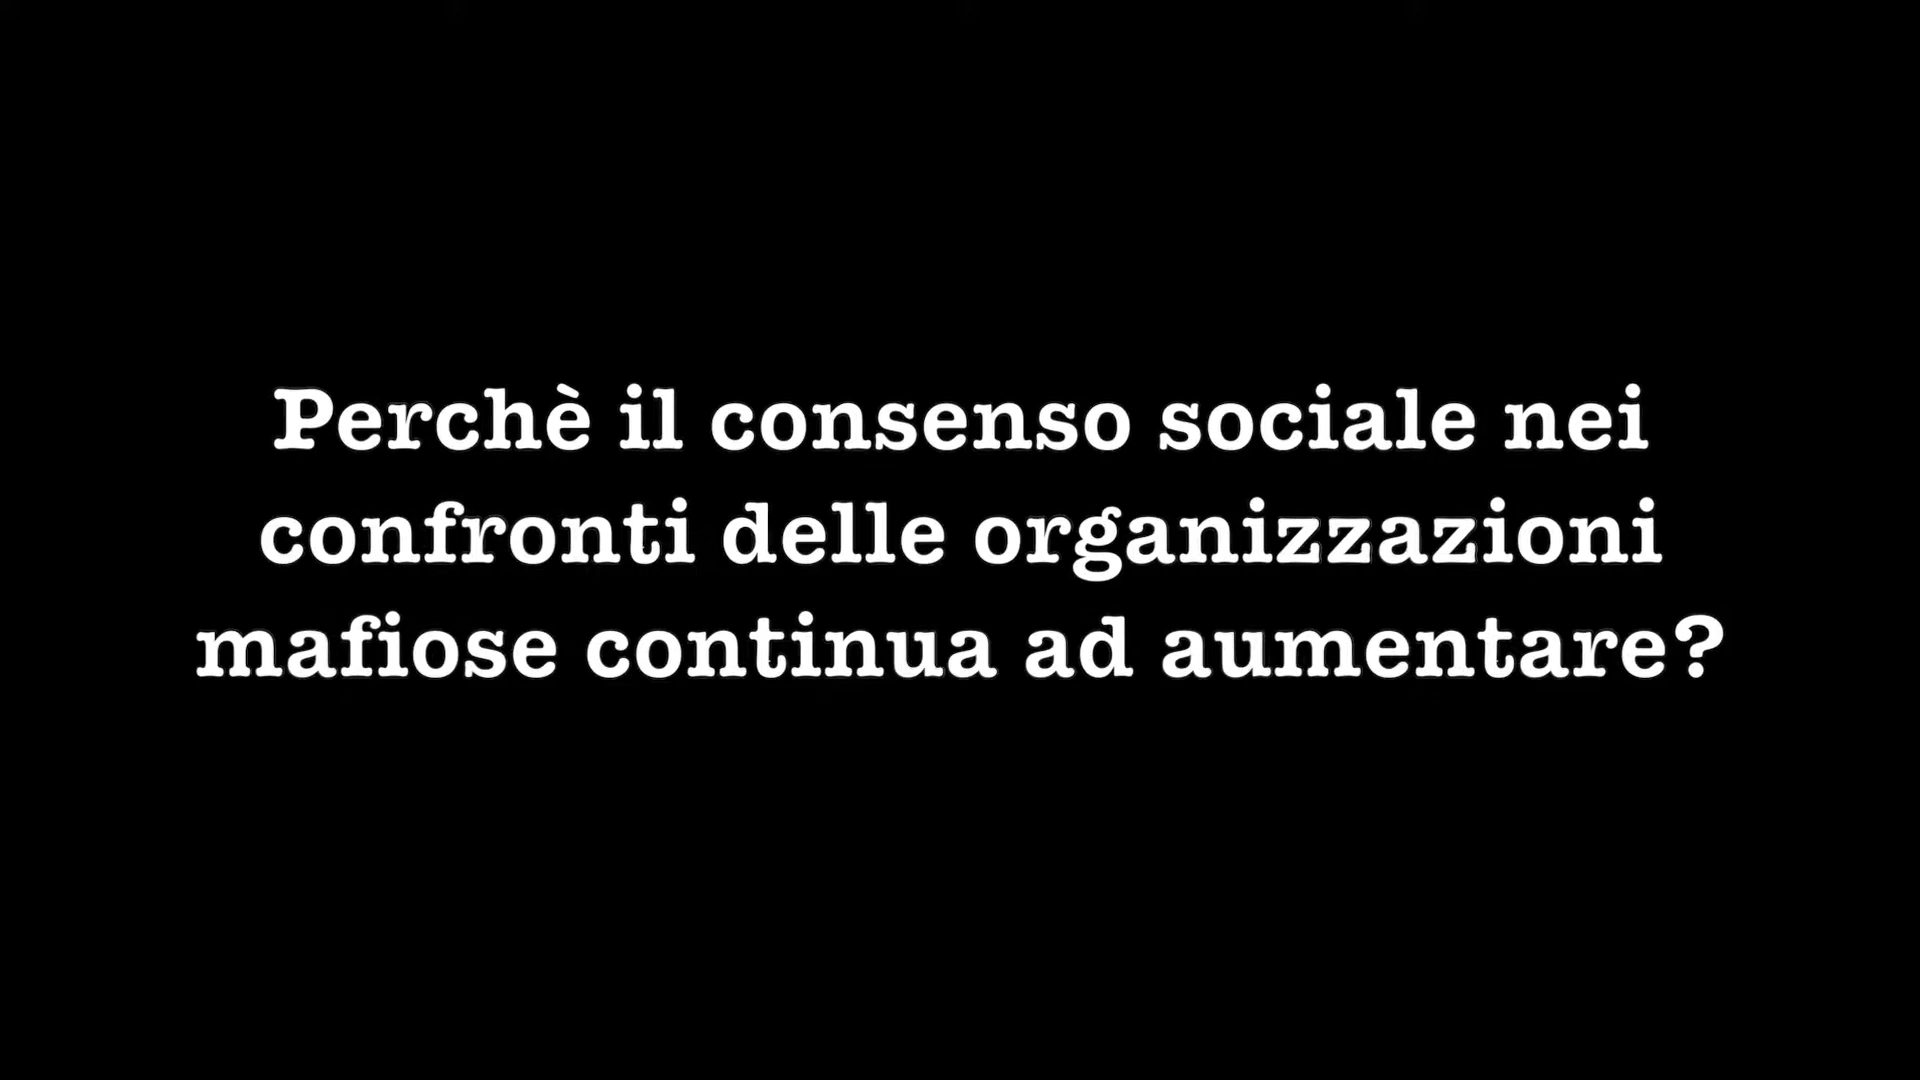 Perchè il consenso sociale nei
confronti delle organizzazioni
mafiose continua ad aumentare?